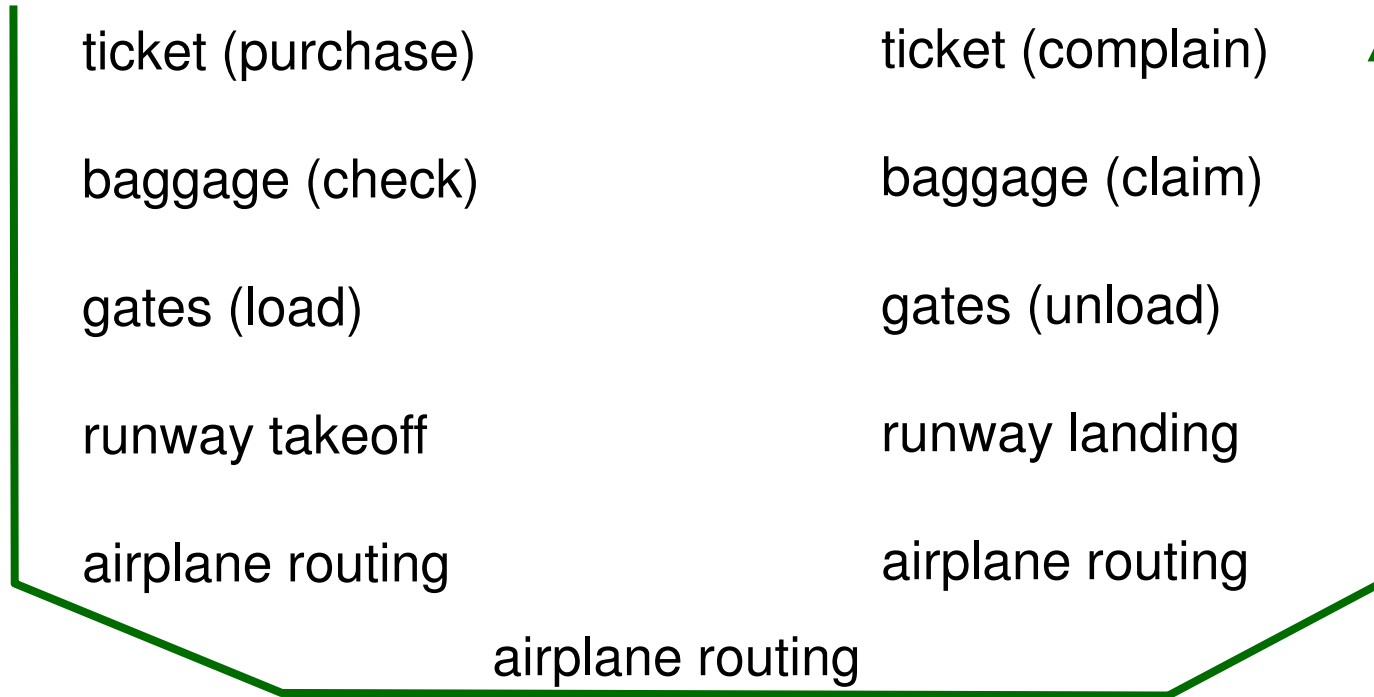 ticket (purchase)
baggage (check)
gates (load)
runway takeoff
airplane routing
ticket (complain)
baggage (claim)
gates (unload)
runway landing
airplane routing
airplane routing